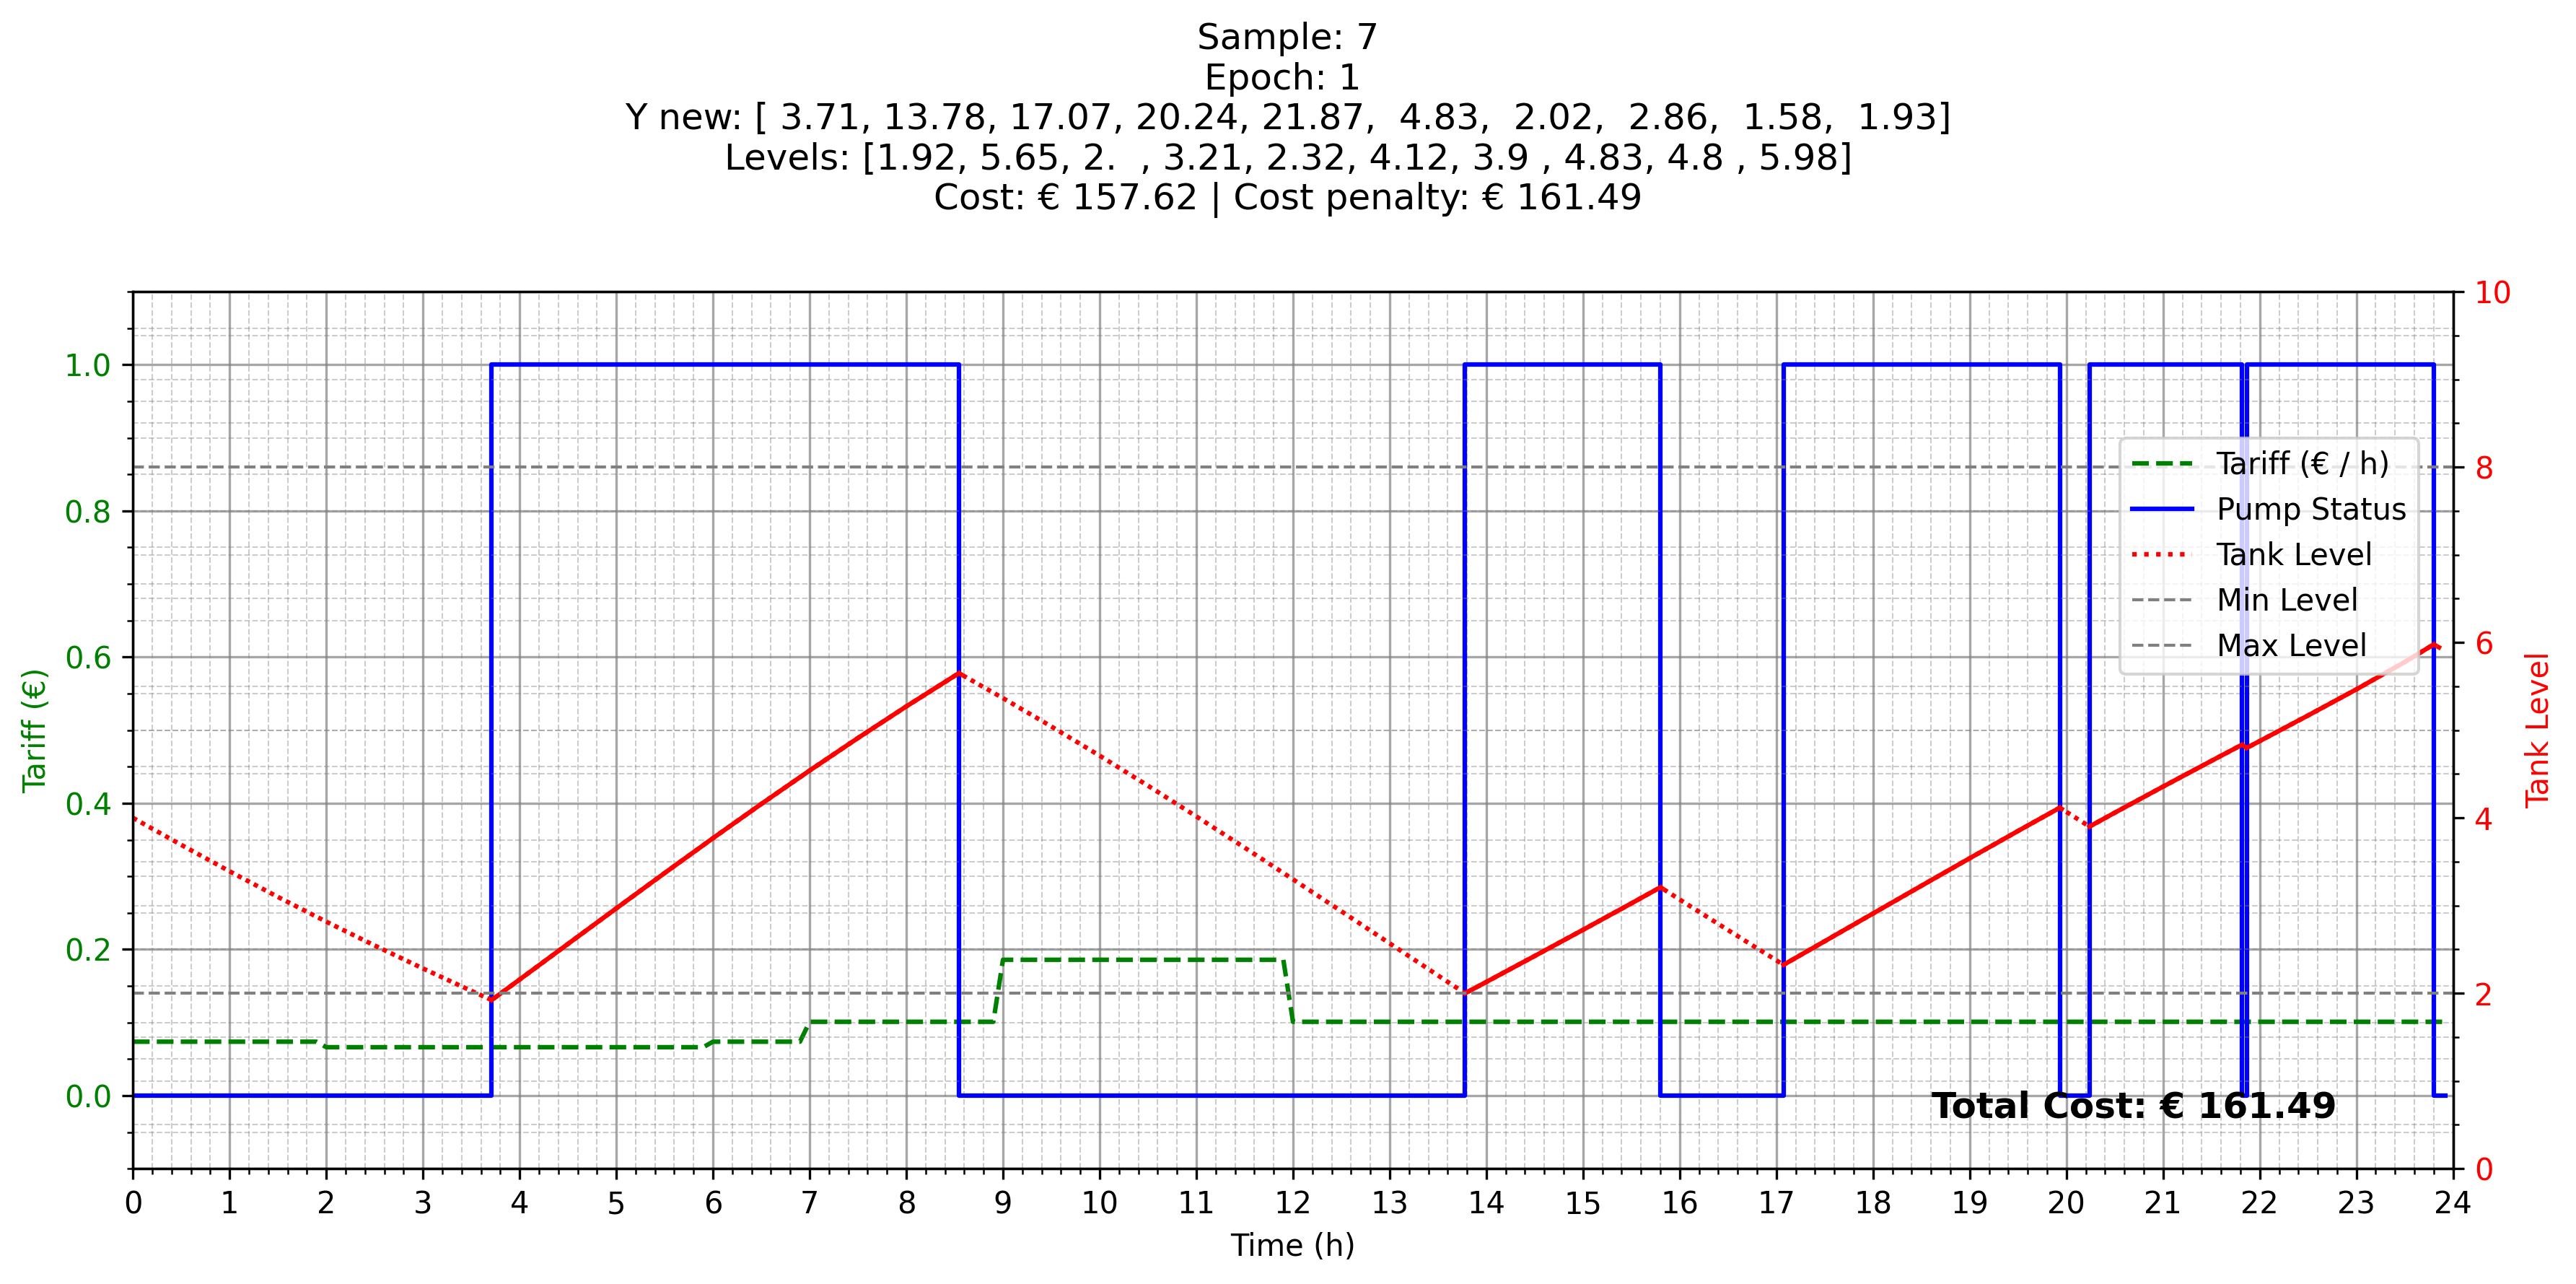 Sample: 7
Epoch: 1
Y new: [ 3.71, 13.78, 17.07, 20.24, 21.87,  4.83,  2.02,  2.86,  1.58,  1.93]
Levels: [1.92, 5.65, 2.  , 3.21, 2.32, 4.12, 3.9 , 4.83, 4.8 , 5.98]
Cost: € 157.62 | Cost penalty: € 161.49
1.0
0.8
0.6
0.4
0.2
0.0
Tariff (€)
10
8
6
4
2
0
Tank Level
Tariff (€ / h)
Pump Status
Tank Level
Min Level
Max Level
Total Cost: € 161.49
0 1 2 3 4 5 6 7 8 9 10 11 12 13 14 15 16 17 18 19 20 21 22 23 24
Time (h)